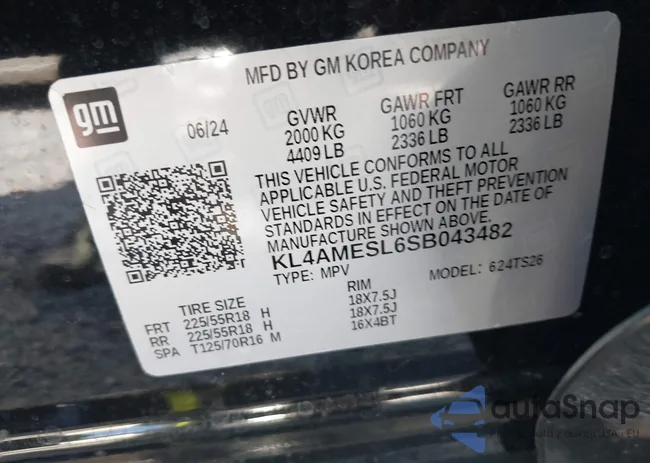 MFD BY GM KOREA COMPANY
gm
06/24
GVWR GAWR FRT GAWR RR
2000 KG 1060 KG 1060 KG
4409 LB 2336 LB 2336 LB
THIS VEHICLE CONFORMS TO ALL
APPLICABLE U.S. FEDERAL MOTOR
VEHICLE SAFETY AND THEFT PREVENTION
STANDARDS IN EFFECT ON THE DATE OF
MANUFACTURE SHOWN ABOVE.
KL4AMESL6SB043482
TYPE: MPV MODEL: 624TS26
TIRE SIZE RIM
FRT 225/55R18 H 18X7.5J
RR 225/55R18 H 18X7.5J
SPA T125/70R16 M 16X4BT
autoSnap